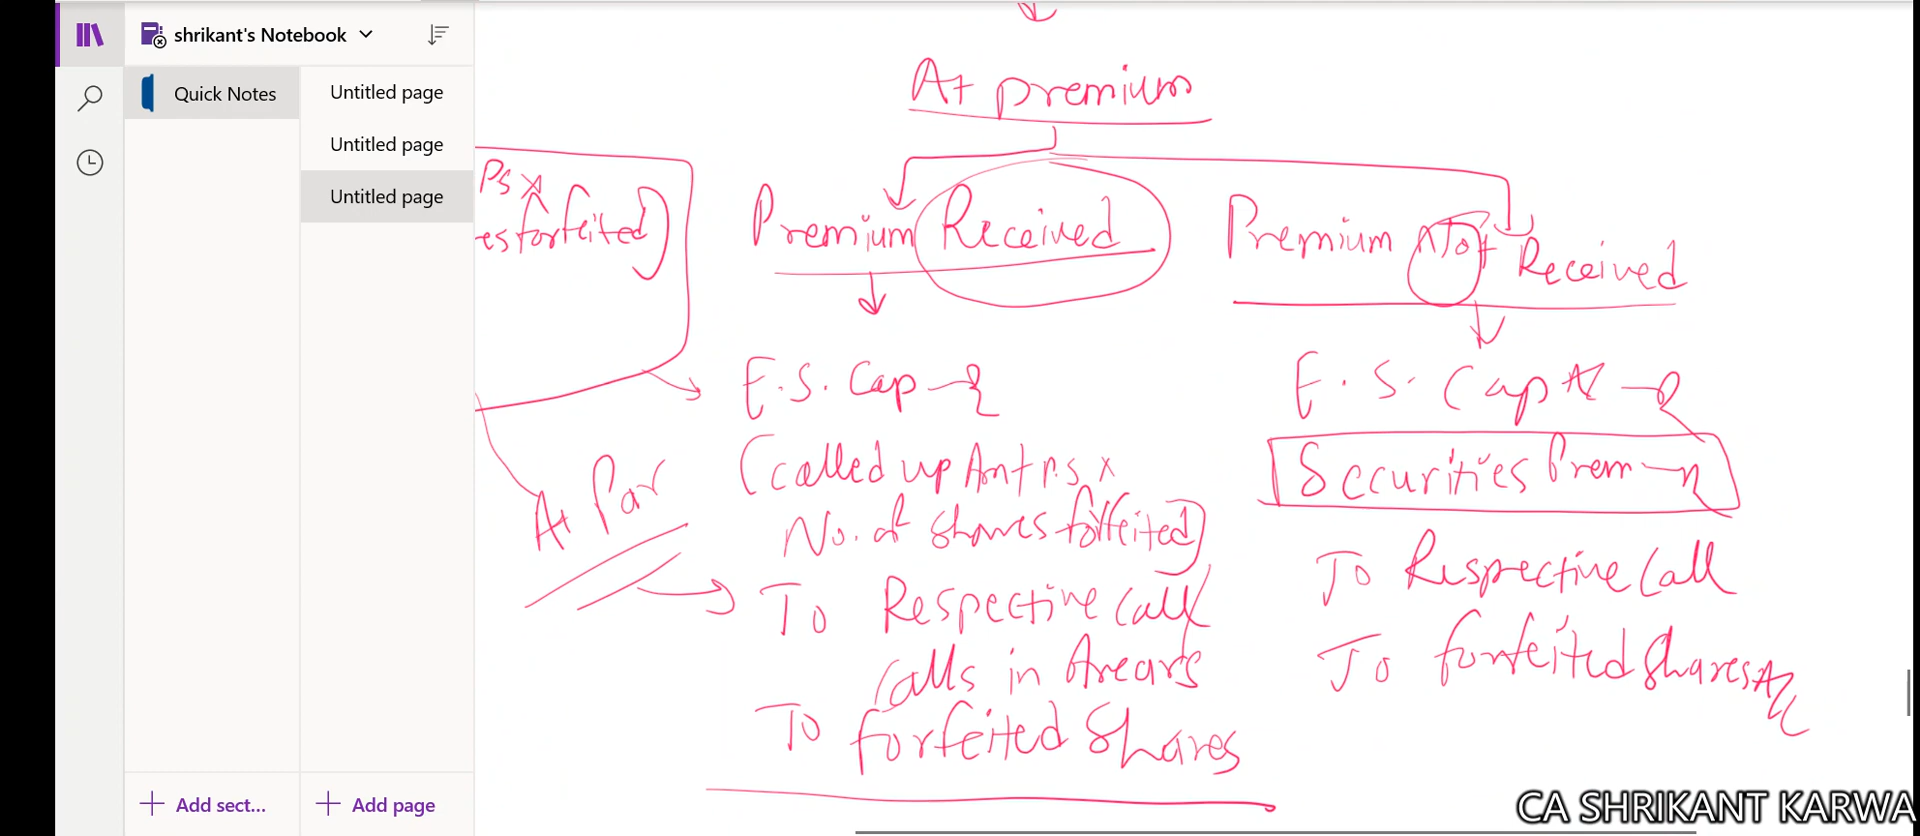 shrikant's Notebook
Quick Notes
Untitled page
Untitled page
Untitled page
Add sect...
Add page
At premium
Ps x
es forfeited)
At Par
Premium Received
E.S. Cap
(called up Amt P.S x
No. of shares forfeited)
To Respective call
calls in Arears
To forfeited Shares
Premium Not Received
E.S. Cap A/c
Securities Prem
To Respective Call
To forfeited Shares A/c
CA SHRIKANT KARWA